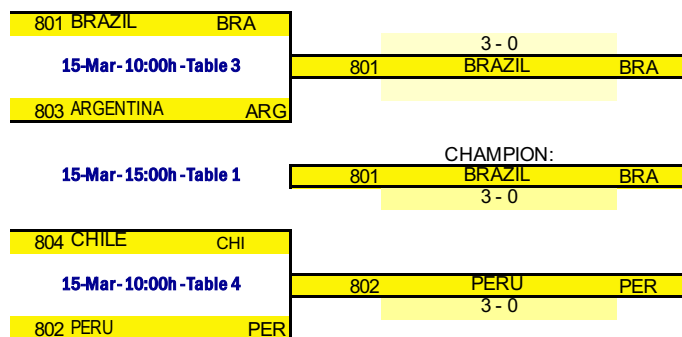 801 BRAZIL BRA
3 - 0
15-Mar-10:00h-Table 3
801 BRAZIL BRA
803 ARGENTINA ARG
CHAMPION:
15-Mar-15:00h-Table 1
801 BRAZIL BRA
3 - 0
804 CHILE CHI
15-Mar-10:00h-Table 4
802 PERU PER
3 - 0
802 PERU PER